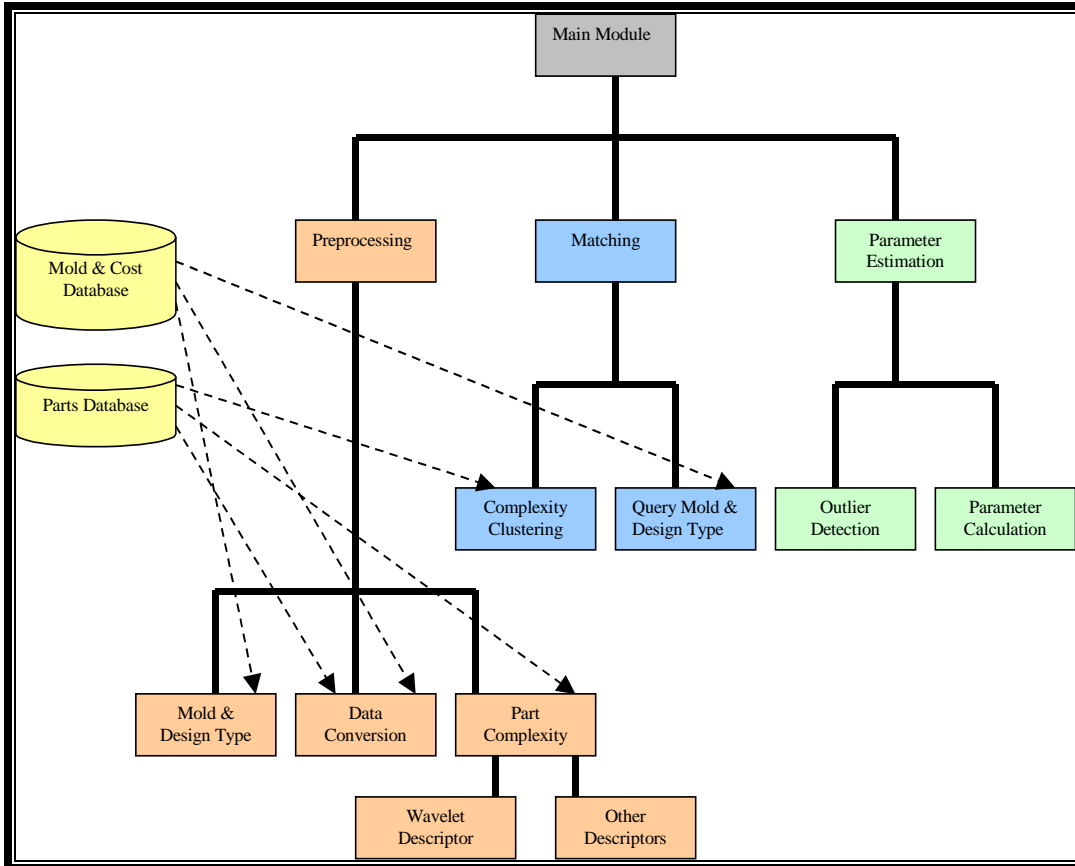 Main Module
Preprocessing
Matching
Parameter
Estimation
Mold & Cost
Database
Parts Database
Complexity
Clustering
Query Mold &
Design Type
Outlier
Detection
Parameter
Calculation
Mold &
Design Type
Data
Conversion
Part
Complexity
Wavelet
Descriptor
Other
Descriptors